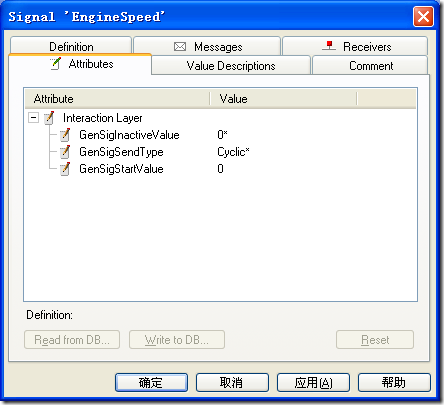 Signal 'EngineSpeed'
Definition Messages Receivers
Attributes Value Descriptions Comment
Attribute Value
Interaction Layer
GenSigInactiveValue 0*
GenSigSendType Cyclic*
GenSigStartValue 0
Definition:
Read from DB... Write to DB... Reset
确定 取消 应用(A) 帮助